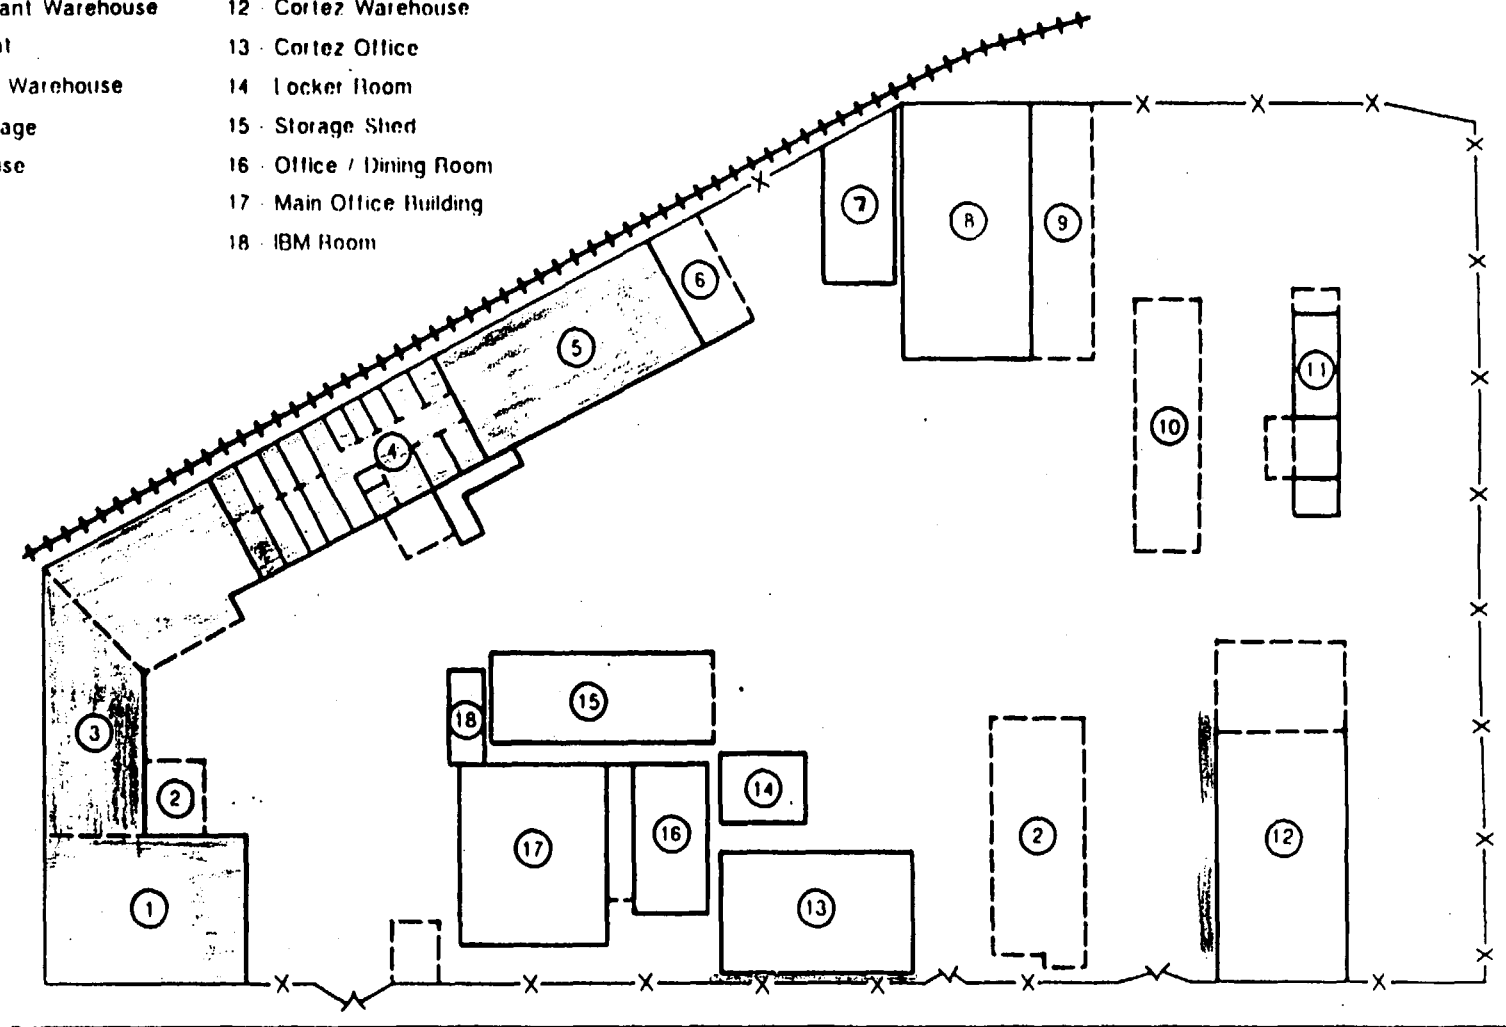 ant Warehouse
12 · Cortez Warehouse
t
13 · Cortez Office
Warehouse
14 Locker Room
age
15 · Storage Shed
se
16 · Office / Dining Room
17 · Main Office Building
18 · IBM Room
7
8
9
6
5
11
10
4
3
18
15
2
14
16
17
2
12
1
13